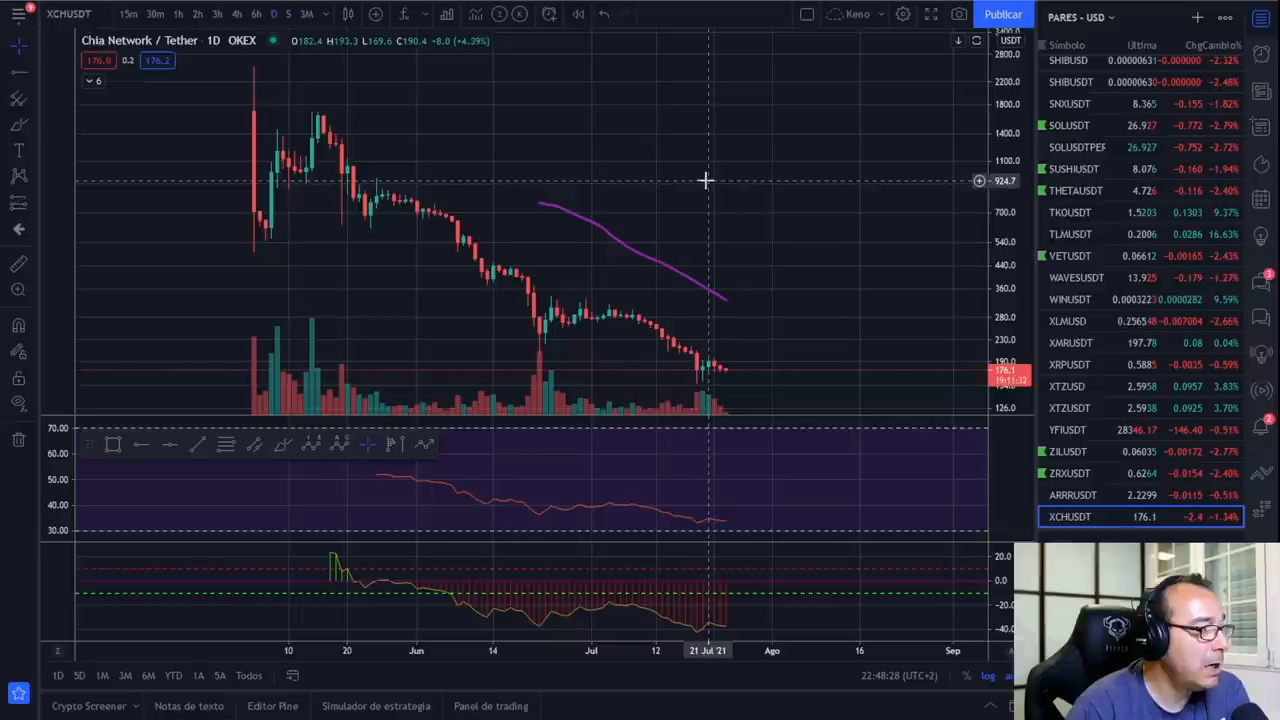 9
XCHUSDT 15m 30m 1h 2h 3h 4h 6h D S 3M 2 K Keno Publicar
Chia Network / Tether 1D OKEX O182.4 H193.3 L169.6 C190.4 +8.0 (+4.39%)
176.0 0.2 176.2
6
USDT
2800.0
2200.0
1800.0
1400.0
1100.0
924.7
700.0
540.0
440.0
360.0
280.0
230.0
190.0
176.1
19:11:32
126.0
70.00
60.00
50.00
40.00
30.00
20.0
0.0
-20.0
-40.0
Z 10 20 Jun 14 Jul 12 21 Jul '21 Ago 16 Sep
1D 5D 1M 3M 6M YTD 1A 5A Todos 22:48:28 (UTC+2) % log
Crypto Screener Notas de texto Editor Pine Simulador de estrategia Panel de trading
PARES - USD
Símbolo Última Chg Cambio%
SHIBUSD 0.0000063 -0.000000 -2.32%
SHIBUSDT 0.0000063 -0.000000 -2.48%
SNXUSDT 8.365 -0.155 -1.82%
SOLUSDT 26.927 -0.772 -2.79%
SOLUSDTPER 26.927 -0.752 -2.72%
SUSHIUSDT 8.076 -0.160 -1.94%
THETAUSDT 4.726 -0.116 -2.40%
TKOUSDT 1.5203 0.1303 9.37%
TLMUSDT 0.2006 0.0286 16.63%
VETUSDT 0.06612 -0.00165 -2.43%
WAVESUSDT 13.925 -0.179 -1.27%
WINUSDT 0.000323 0.0000282 9.59%
XLMUSD 0.256548 -0.007004 -2.66%
XMRUSDT 197.78 0.08 0.04%
XRPUSDT 0.5885 -0.0035 -0.59%
XTZUSD 2.5958 0.0957 3.83%
XTZUSDT 2.5938 0.0925 3.70%
YFIUSDT 28346.17 -146.40 -0.51%
ZILUSDT 0.06035 -0.00172 -2.77%
ZRXUSDT 0.6264 -0.0154 -2.40%
ARRRUSDT 2.2299 -0.0115 -0.51%
XCHUSDT 176.1 -2.4 -1.34%
3
2